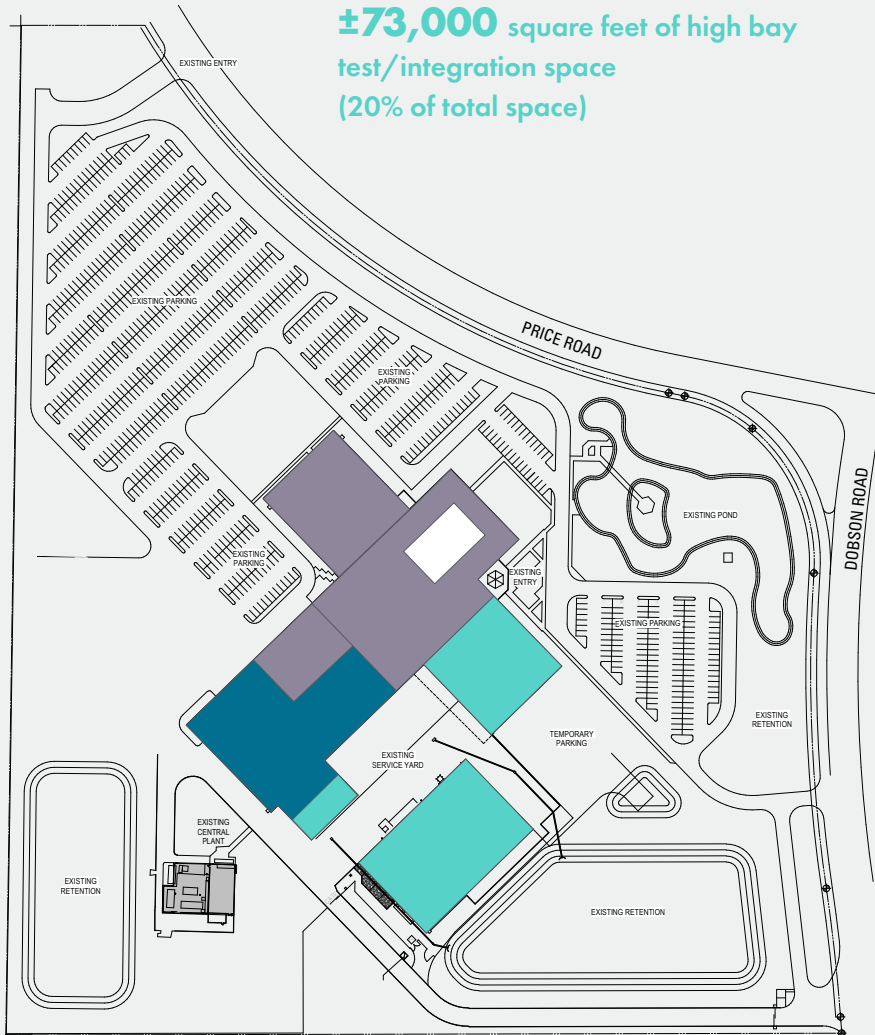 ±73,000 square feet of high bay
test/integration space
(20% of total space)
EXISTING ENTRY
EXISTING PARKING
PRICE ROAD
EXISTING
PARKING
DOBSON ROAD
EXISTING POND
EXISTING
PARKING
EXISTING
ENTRY
EXISTING PARKING
EXISTING
RETENTION
TEMPORARY
PARKING
EXISTING
SERVICE YARD
EXISTING
CENTRAL
PLANT
EXISTING
RETENTION
EXISTING RETENTION